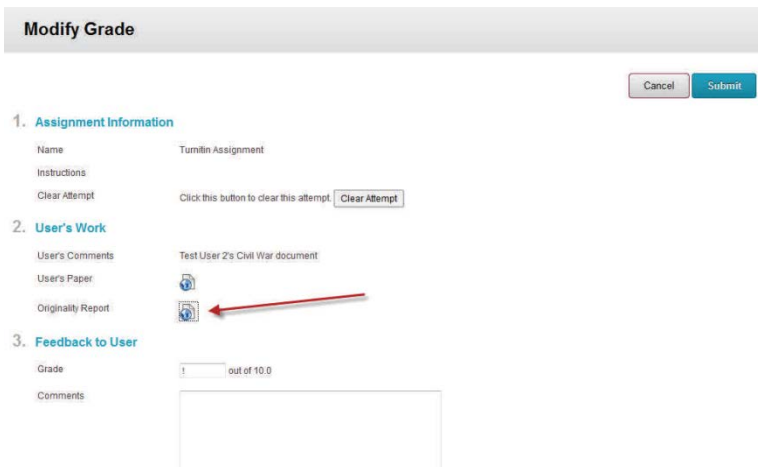 Modify Grade
Cancel Submit
1. Assignment Information
Name Turnitin Assignment
Instructions
Clear Attempt Click this button to clear this attempt. Clear Attempt
2. User's Work
User's Comments Test User 2's Civil War document
User's Paper
Originality Report
3. Feedback to User
Grade ! out of 10.0
Comments